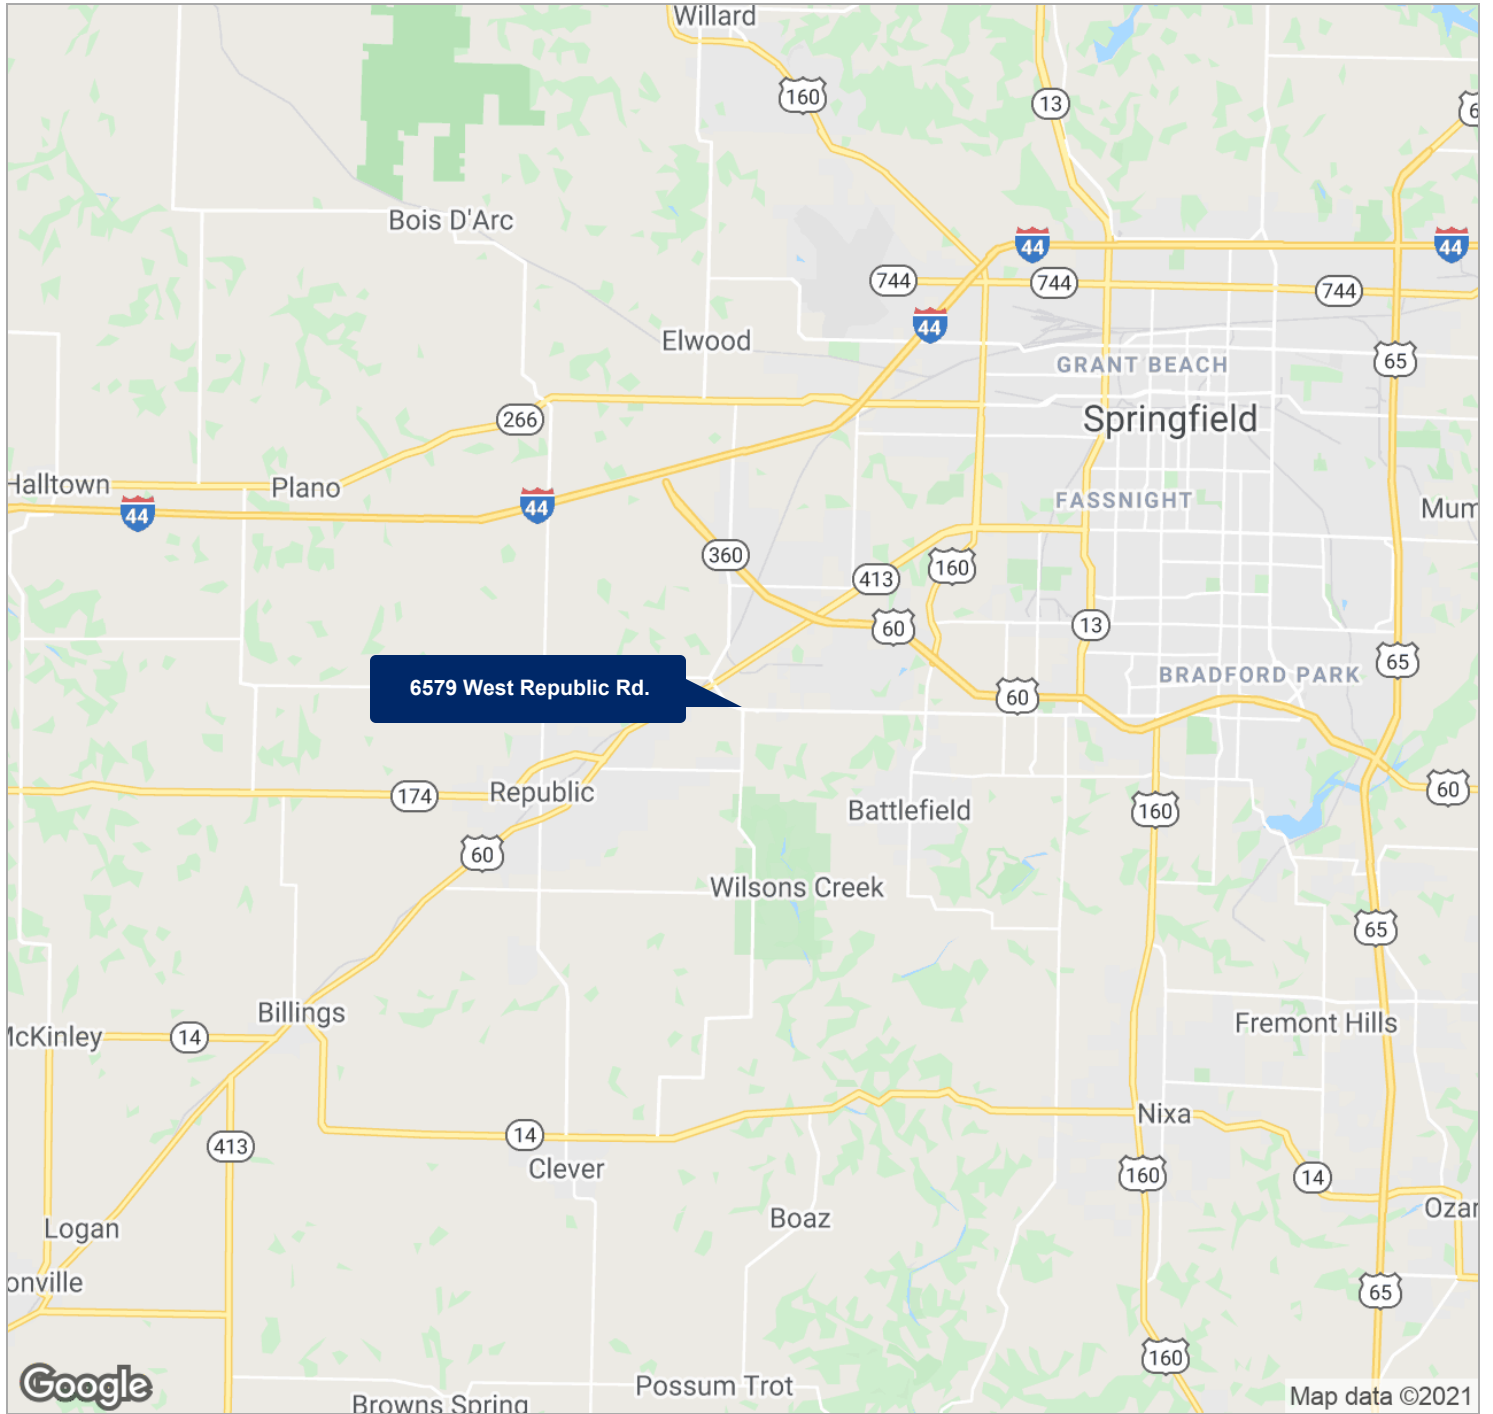 Willard
160
13
6
Bois D'Arc
44
44
744
744
744
44
Elwood
GRANT BEACH
65
266
Springfield
Halltown
Plano
44
44
FASSNIGHT
Mum
360
413
160
60
13
65
BRADFORD PARK
6579 West Republic Rd.
60
174
Republic
Battlefield
160
60
60
Wilsons Creek
65
Billings
McKinley
14
Fremont Hills
413
14
Nixa
Clever
160
14
Logan
Boaz
Ozar
onville
65
160
Google
Browns Spring
Possum Trot
Map data ©2021